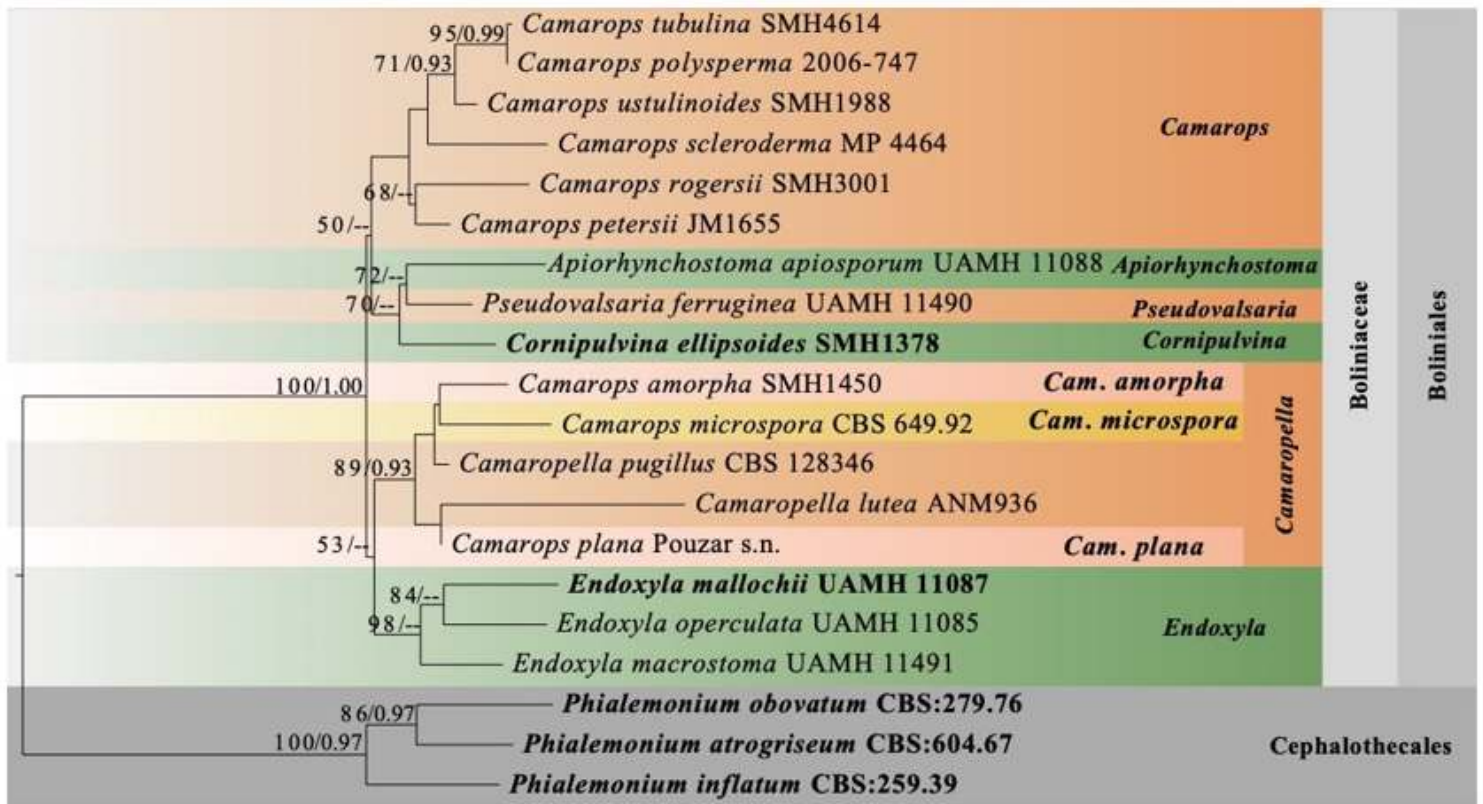 95/0.99
Camarops tubulina SMH4614
71/0.93
Camarops polysperma 2006-747
Camarops ustulinoides SMH1988
Camarops
Camarops scleroderma MP 4464
68/--
Camarops rogersii SMH3001
50/--
Camarops petersii JM1655
72/--
Apiorhynchostoma apiosporum UAMH 11088
Apiorhynchostoma
70/--
Pseudovalsaria ferruginea UAMH 11490
Pseudovalsaria
Cornipulvina ellipsoides SMH1378
Cornipulvina
100/1.00
Camarops amorpha SMH1450
Cam. amorpha
Camarops microspora CBS 649.92
Cam. microspora
89/0.93
Camaropella pugillus CBS 128346
Camaropella lutea ANM936
Camaropella
53/--
Camarops plana Pouzar s.n.
Cam. plana
Endoxyla mallochii UAMH 11087
84/--
98/--
Endoxyla operculata UAMH 11085
Endoxyla
Endoxyla macrostoma UAMH 11491
Boliniaceae
Boliniales
86/0.97
Phialemonium obovatum CBS:279.76
100/0.97
Phialemonium atrogriseum CBS:604.67
Cephalothecales
Phialemonium inflatum CBS:259.39